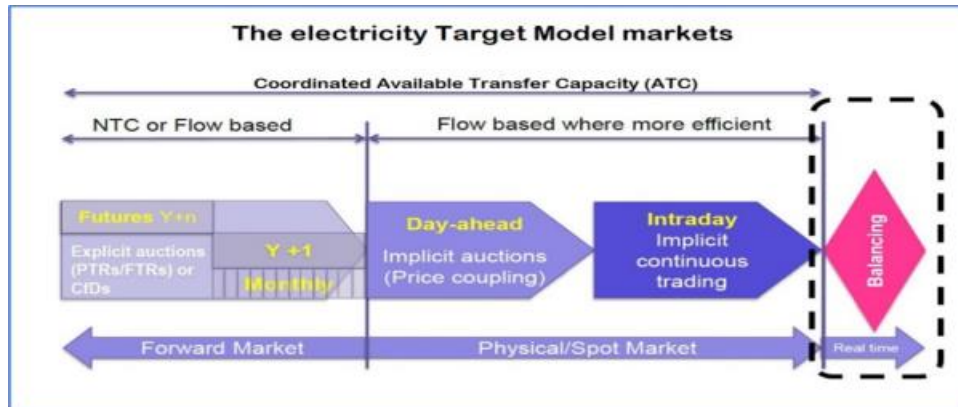 The electricity Target Model markets
Coordinated Available Transfer Capacity (ATC)
NTC or Flow based
Flow based where more efficient
Futures Y+n
Explicit auctions
(PTRs/FTRs) or
CfDs
Y +1
Monthly
Day-ahead
Implicit auctions
(Price coupling)
Intraday
Implicit
continuous
trading
Balancing
Forward Market
Physical/Spot Market
Real time